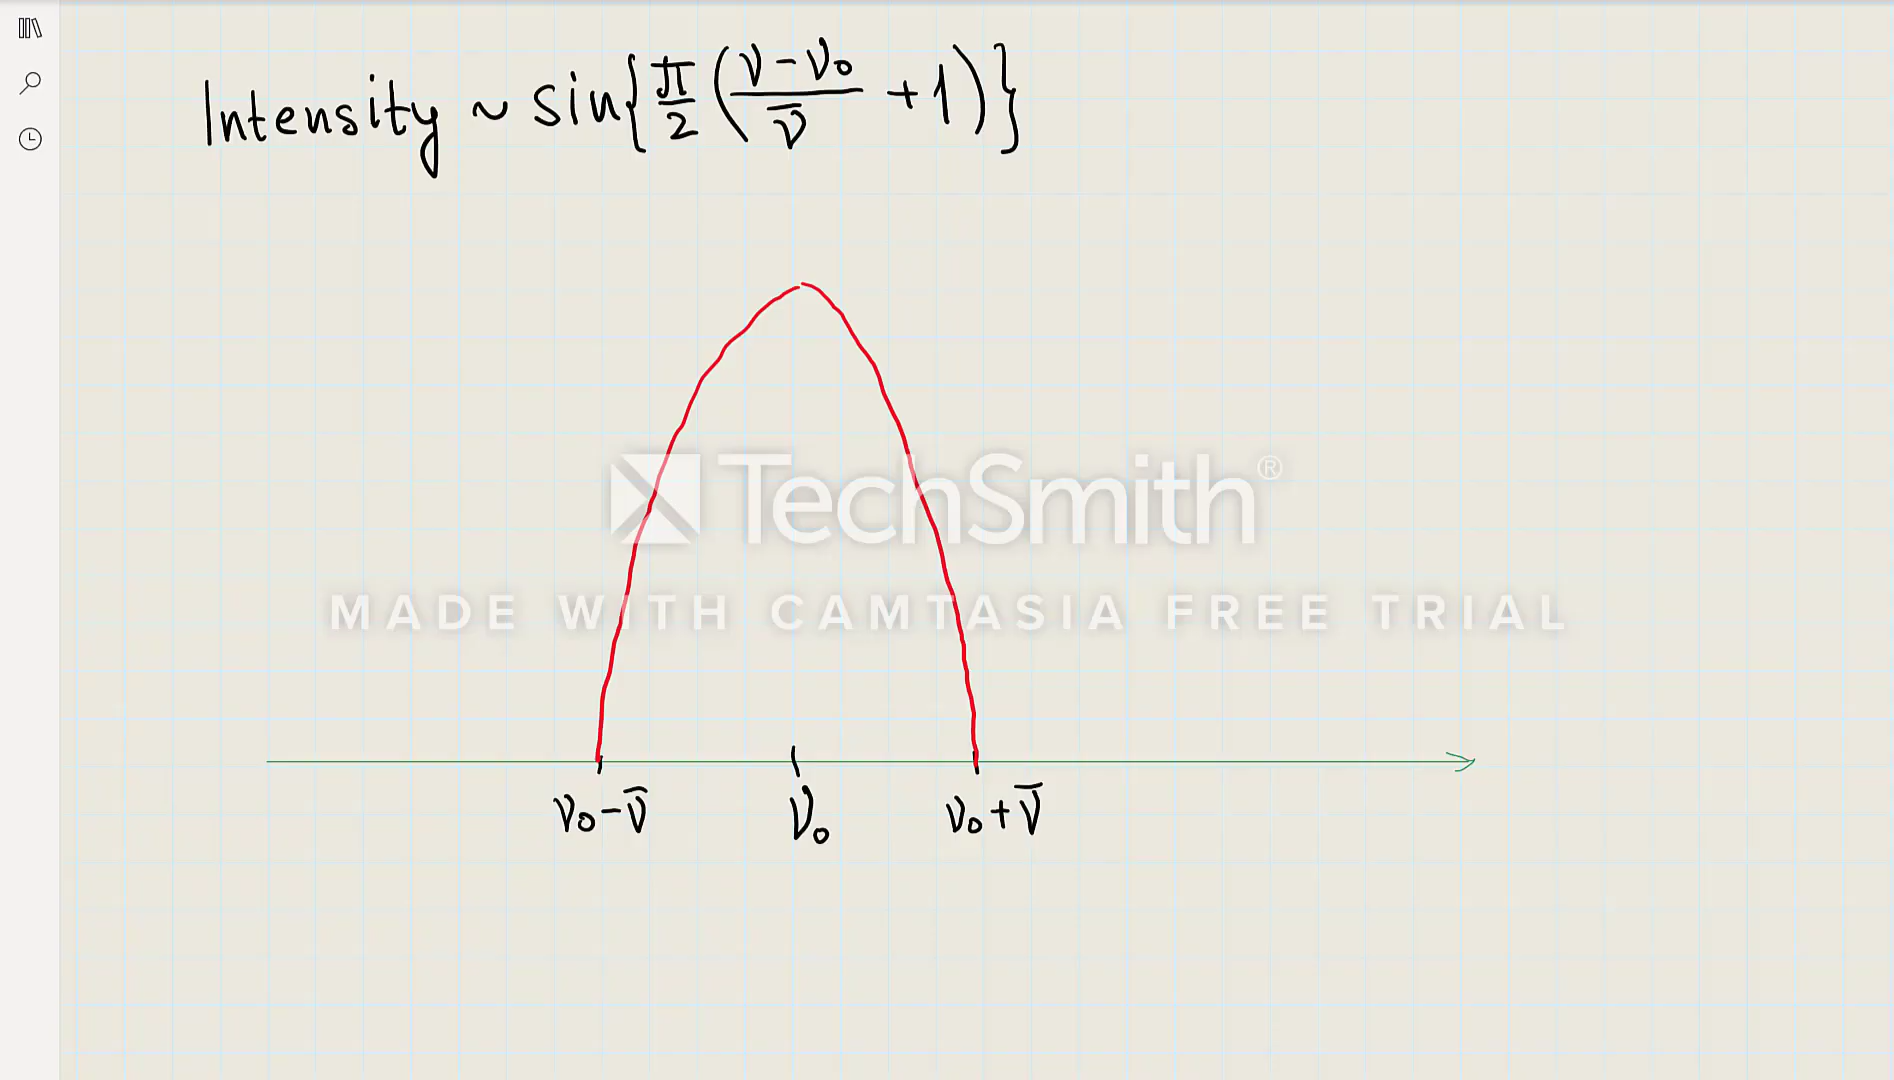 Intensity ~ sin{π/2 (ν-ν₀/ν̅ +1)}
TechSmith®
MADE WITH CAMTASIA FREE TRIAL
ν₀-ν̅ ν₀ ν₀+ν̅